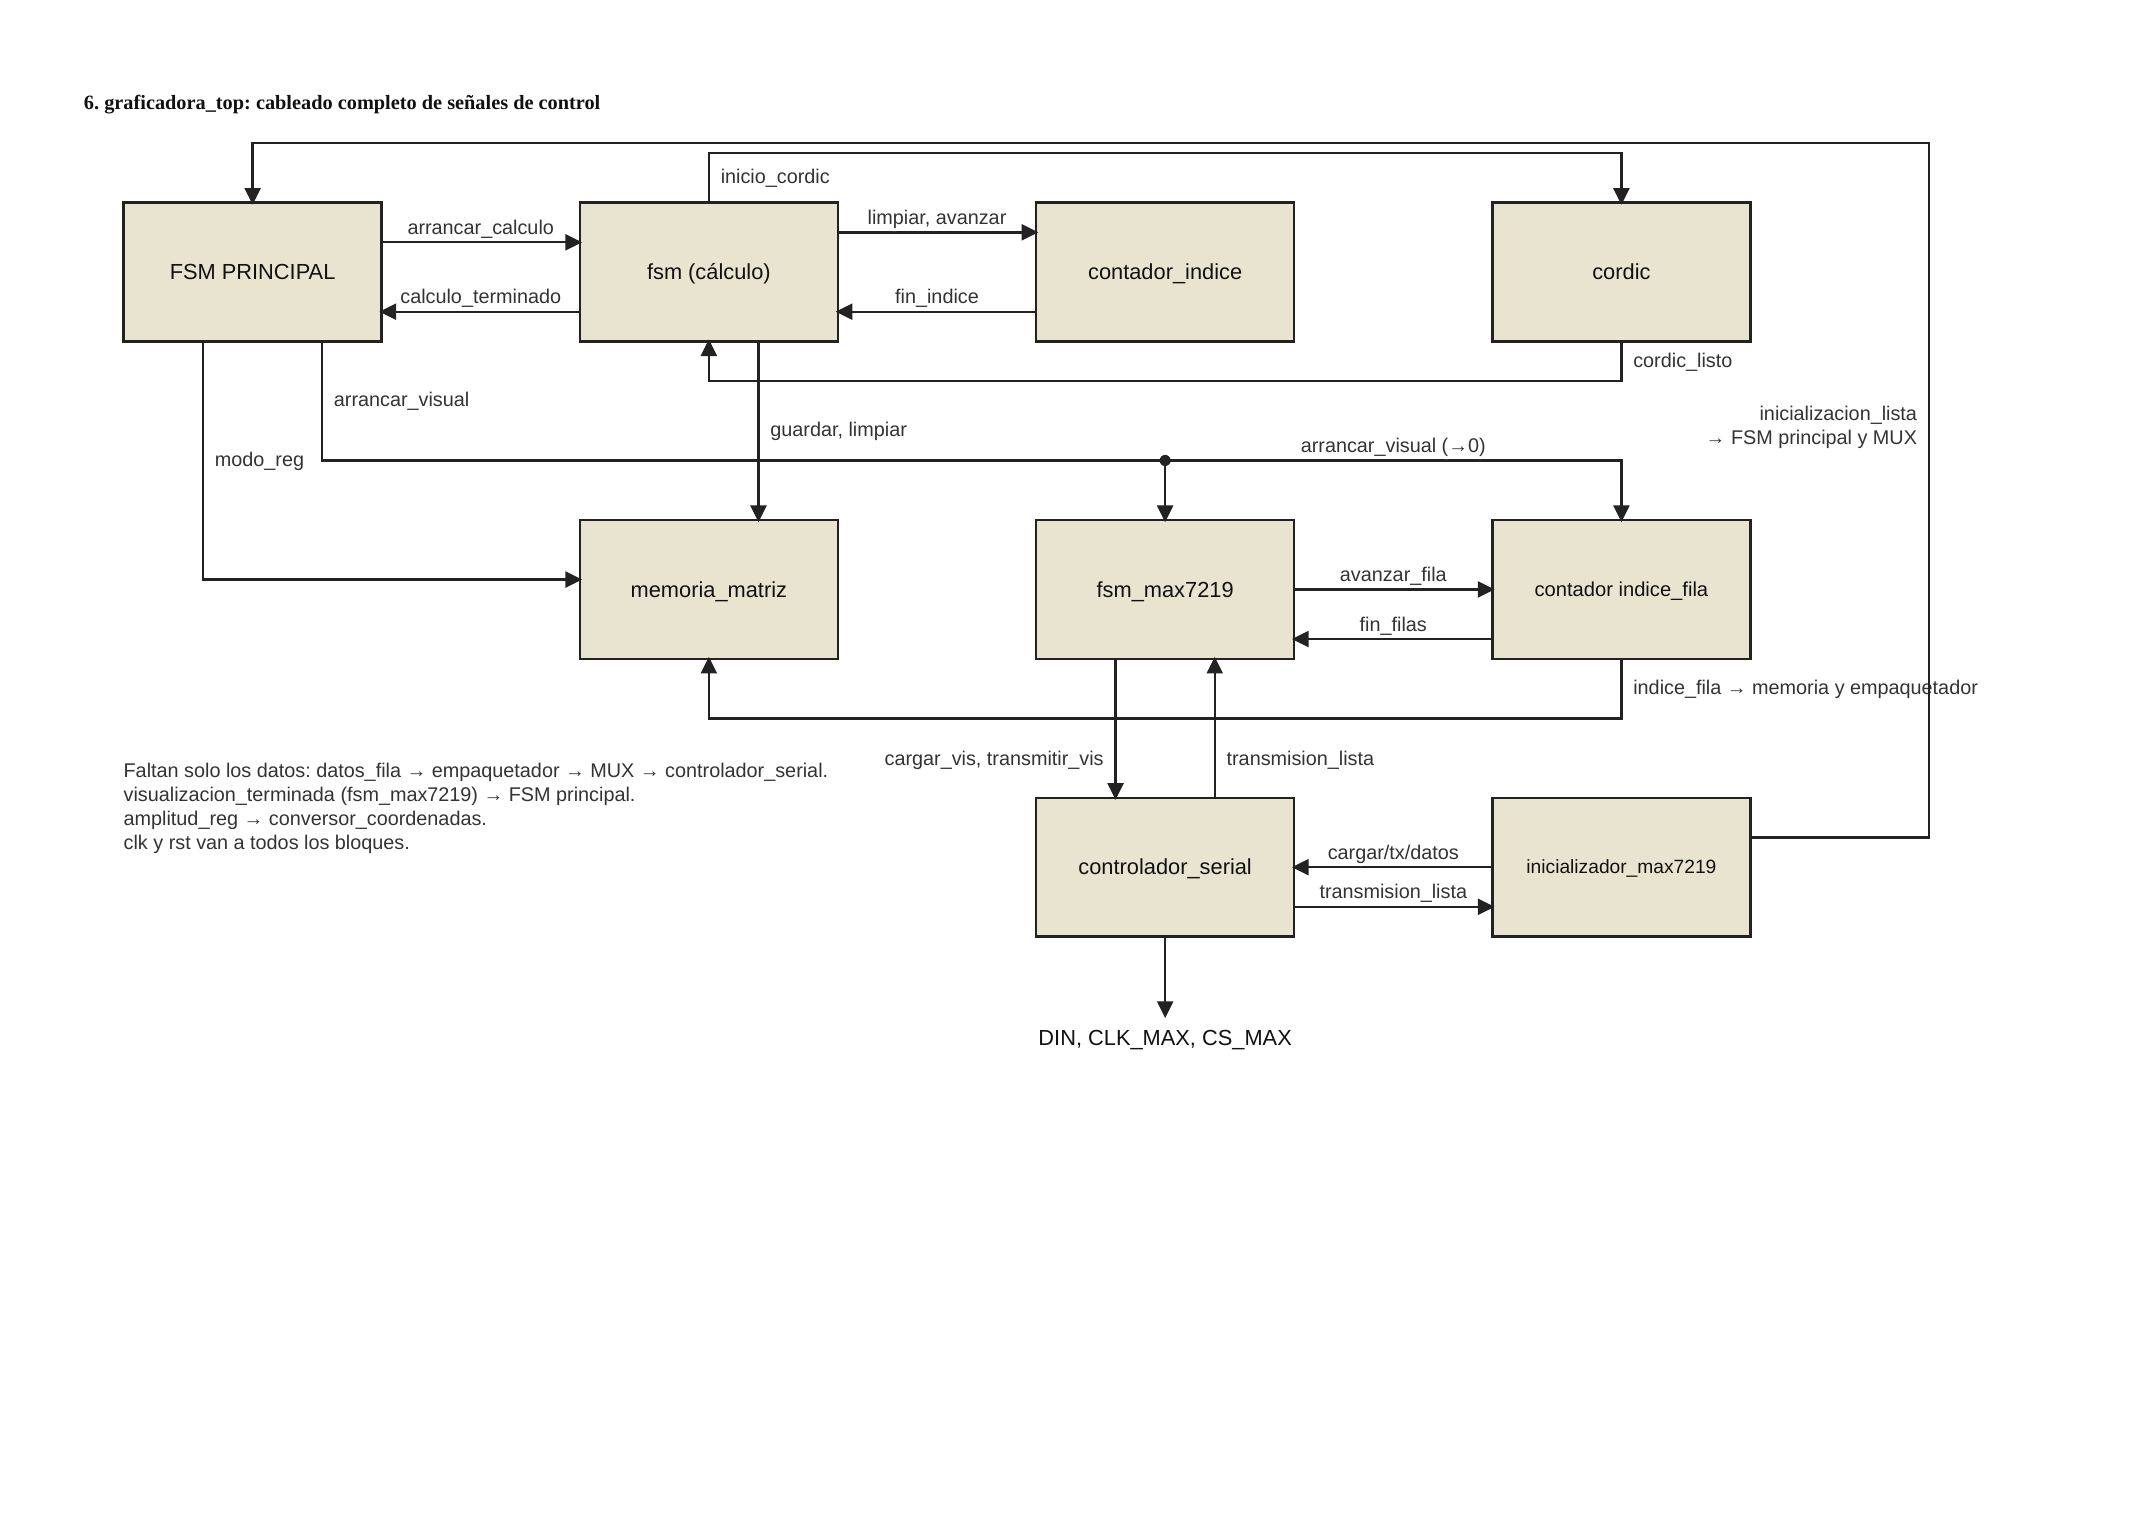 6. graficadora_top: cableado completo de señales de control
inicio_cordic
arrancar_calculo
limpiar, avanzar
FSM PRINCIPAL
fsm (cálculo)
contador_indice
cordic
calculo_terminado
fin_indice
cordic_listo
arrancar_visual
inicializacion_lista
→ FSM principal y MUX
guardar, limpiar
arrancar_visual (→0)
modo_reg
memoria_matriz
fsm_max7219
avanzar_fila
contador indice_fila
fin_filas
indice_fila → memoria y empaquetador
cargar_vis, transmitir_vis
transmision_lista
Faltan solo los datos: datos_fila → empaquetador → MUX → controlador_serial.
visualizacion_terminada (fsm_max7219) → FSM principal.
amplitud_reg → conversor_coordenadas.
clk y rst van a todos los bloques.
controlador_serial
cargar/tx/datos
transmision_lista
inicializador_max7219
DIN, CLK_MAX, CS_MAX